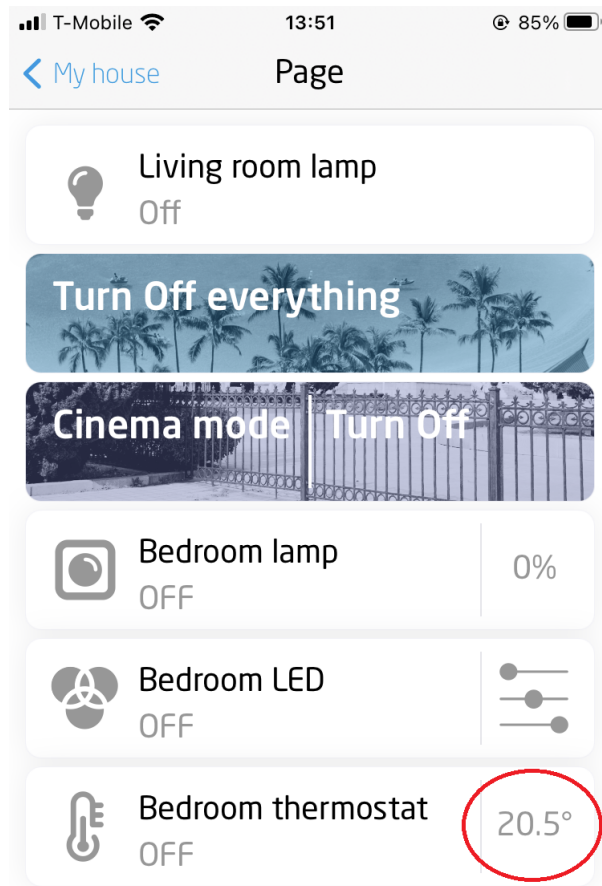 T-Mobile 13:51 85%
My house Page
Living room lamp
Off
Turn Off everything
Cinema mode Turn Off
Bedroom lamp
OFF
0%
Bedroom LED
OFF
Bedroom thermostat
OFF
20.5°